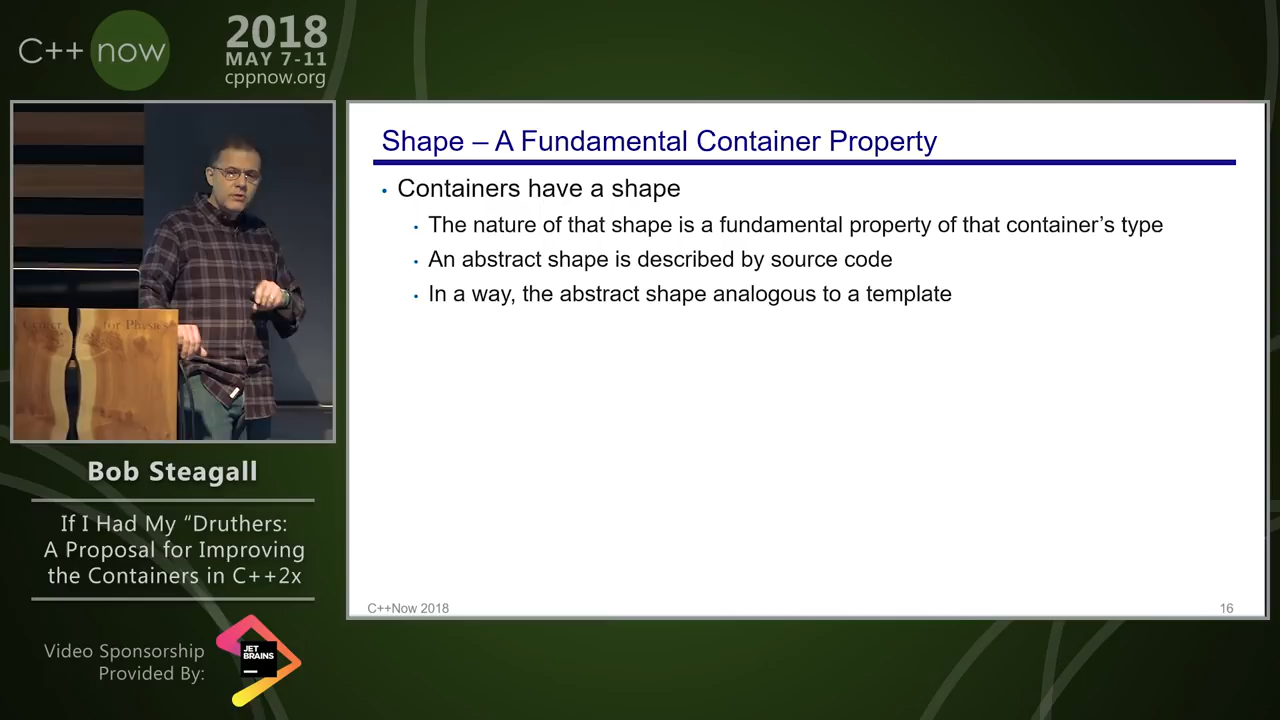 C++ now
2018
MAY 7-11
cppnow.org
Shape – A Fundamental Container Property
• Containers have a shape
• The nature of that shape is a fundamental property of that container’s type
• An abstract shape is described by source code
• In a way, the abstract shape analogous to a template
C++Now 2018
16
for Physics
Bob Steagall
If I Had My “Druthers:
A Proposal for Improving
the Containers in C++2x
Video Sponsorship
Provided By:
JET
BRAINS